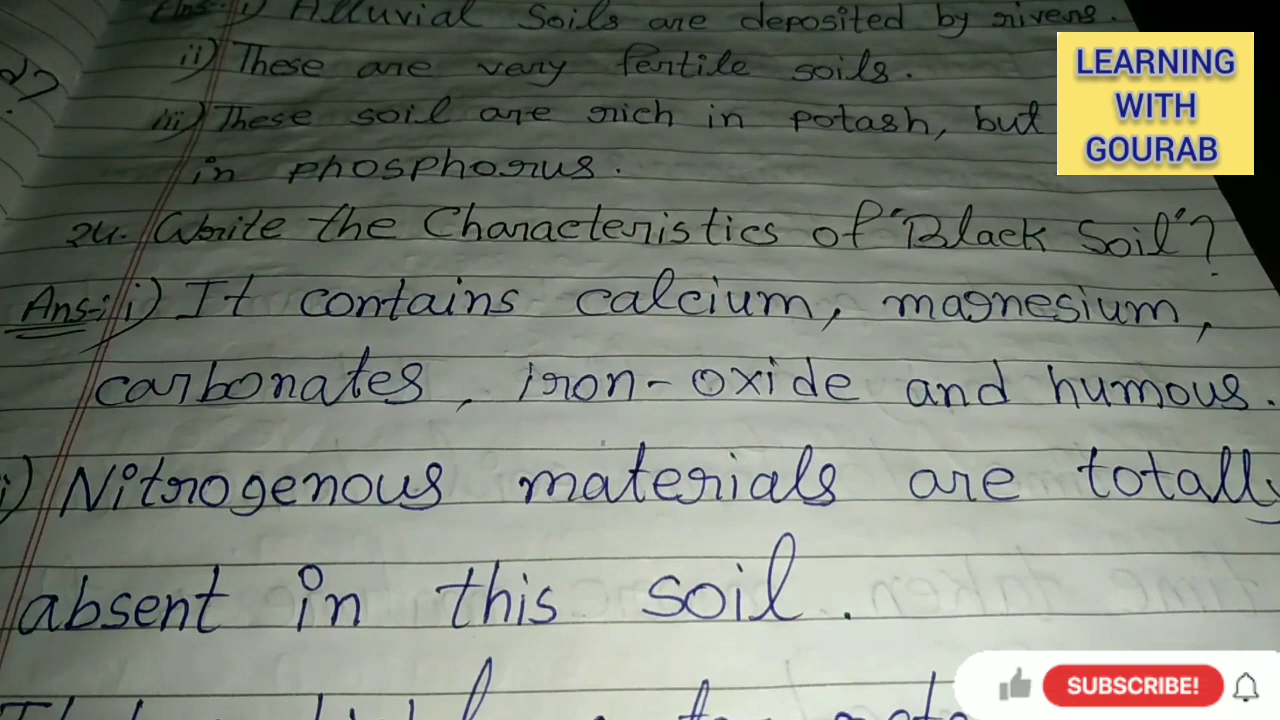 Ans:- i) Alluvial Soils are deposited by rivers.
ii) These are very fertile soils.
iii) These soil are rich in potash, but
in phosphorus.
24. Write the Characteristics of "Black Soil"?
Ans:- i) It contains calcium, magnesium,
carbonates, iron-oxide and humous.
i) Nitrogenous materials are totally
absent in this soil.
LEARNING
WITH
GOURAB
SUBSCRIBE!